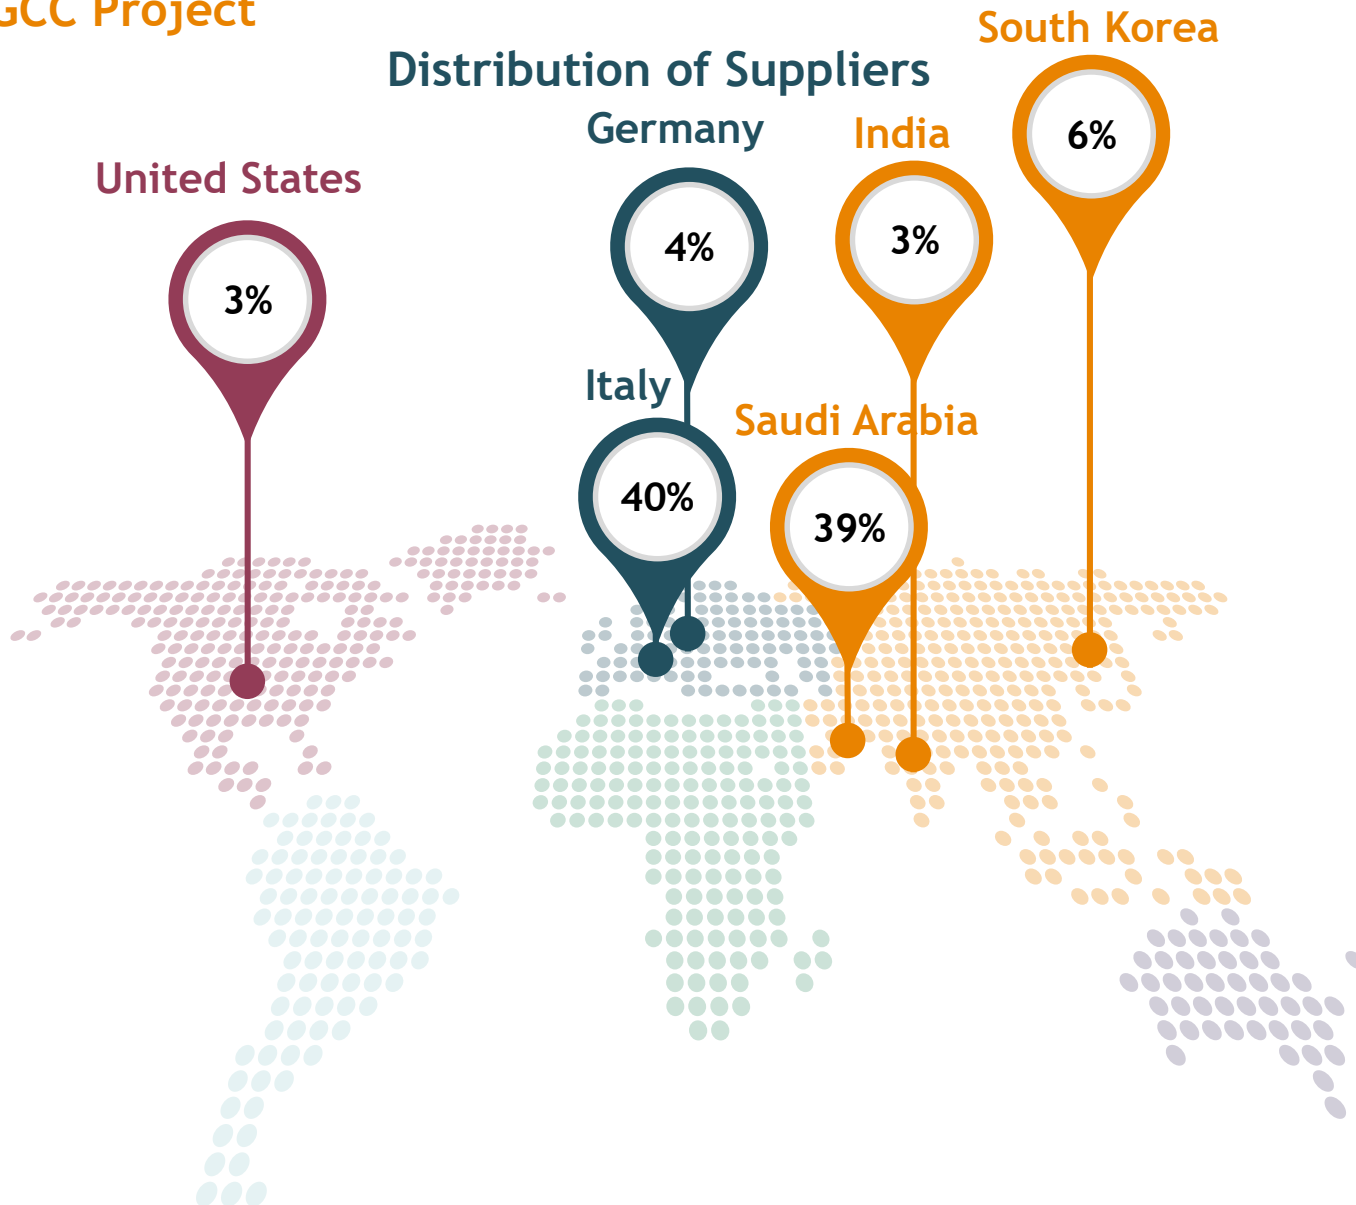 GCC Project
South Korea
Distribution of Suppliers
Germany
India
6%
United States
4%
3%
3%
Italy
Saudi Arabia
40%
39%